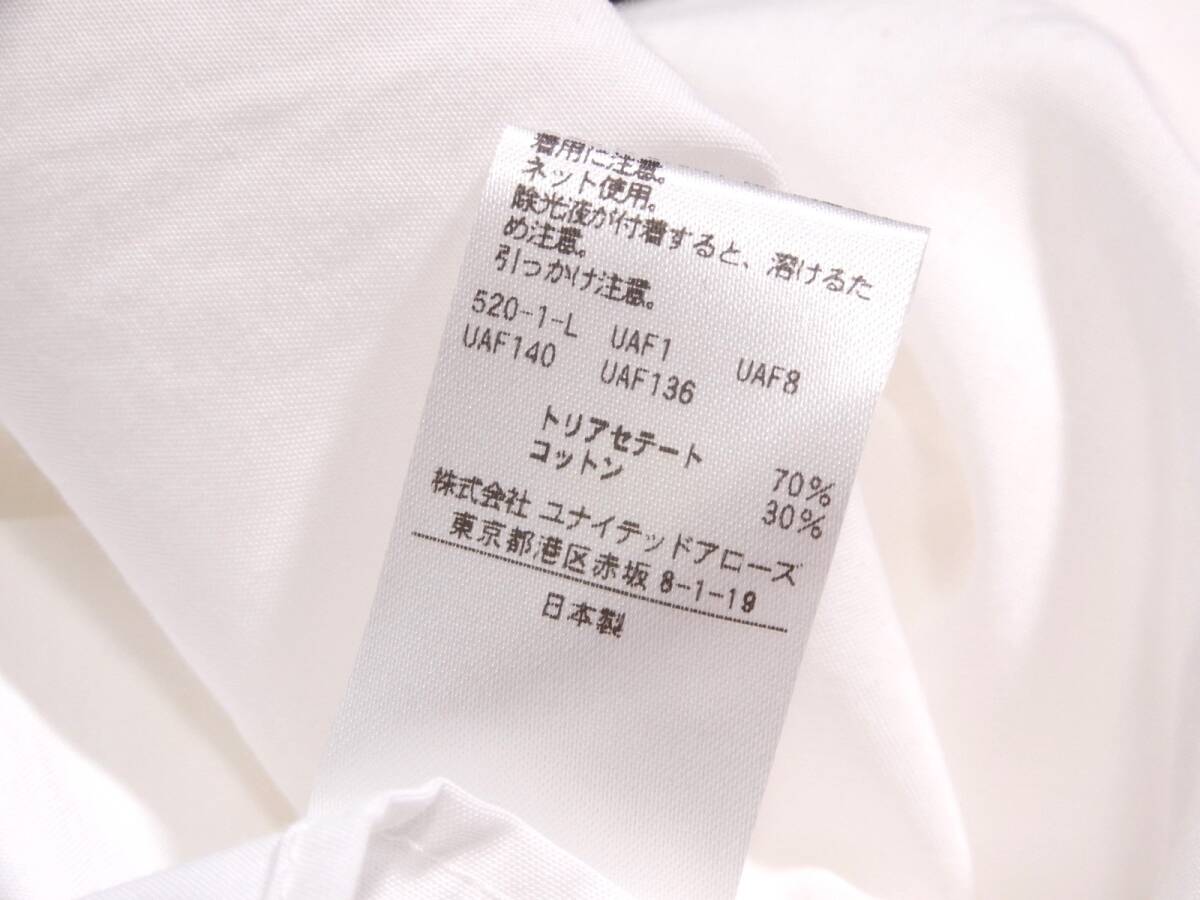 着用に注意。
ネット使用。
除光液が付着すると、溶けるた
め注意。
引っかけ注意。
520-1-L UAF1 UAF8
UAF140 UAF136
トリアセテート 70%
コットン 30%
株式会社 ユナイテッドアローズ
東京都港区赤坂 8-1-19
日本製